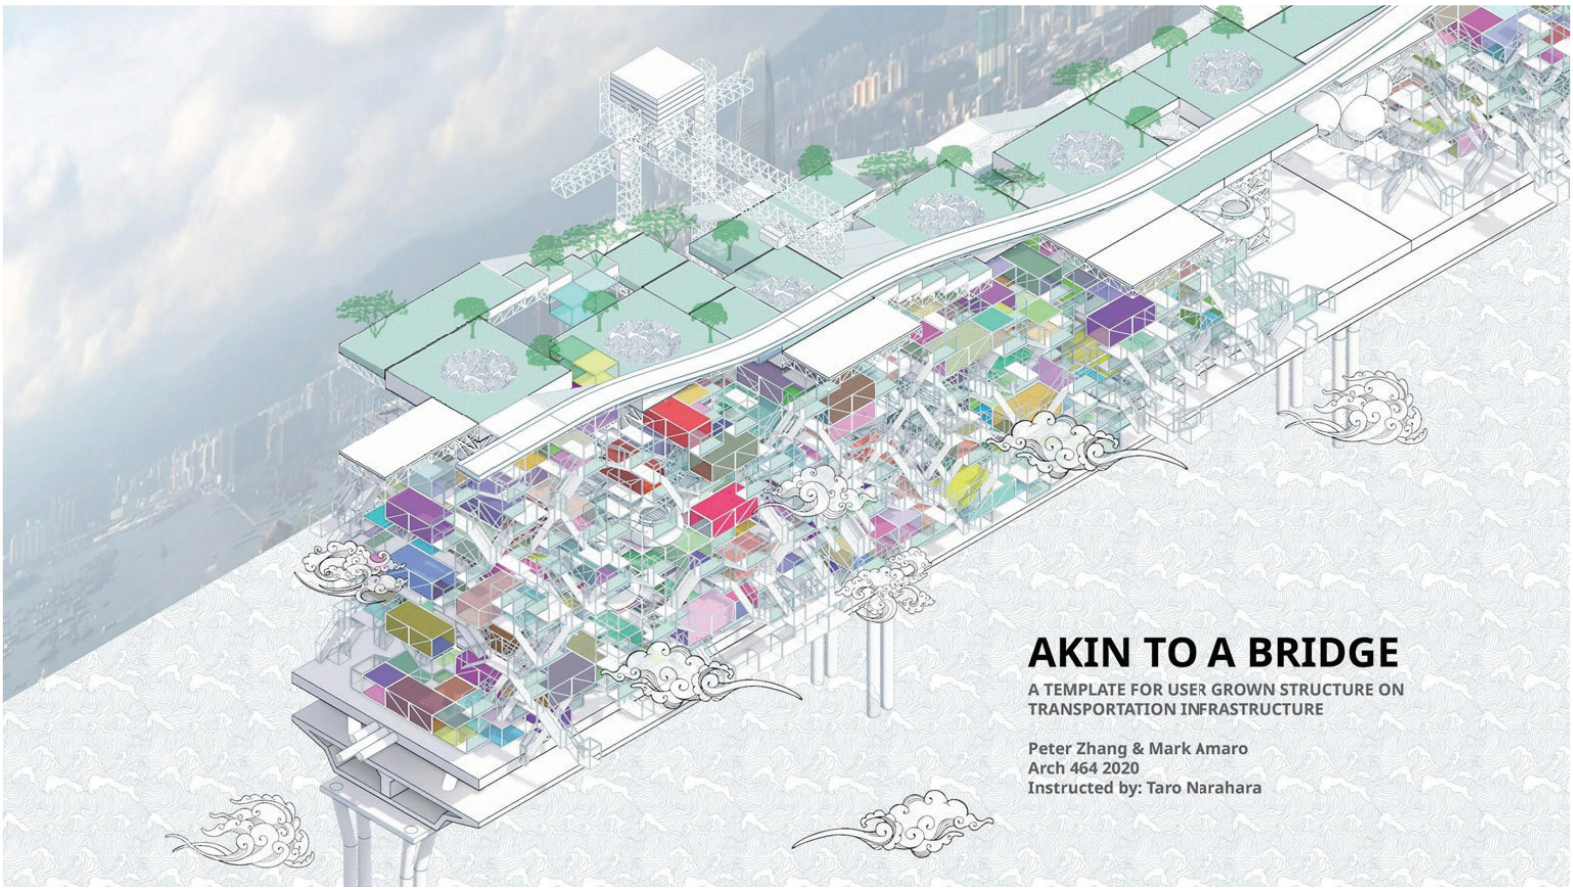 AKIN TO A BRIDGE
A TEMPLATE FOR USER GROWN STRUCTURE ON
TRANSPORTATION INFRASTRUCTURE
Peter Zhang & Mark Amaro
Arch 464 2020
Instructed by: Taro Narahara